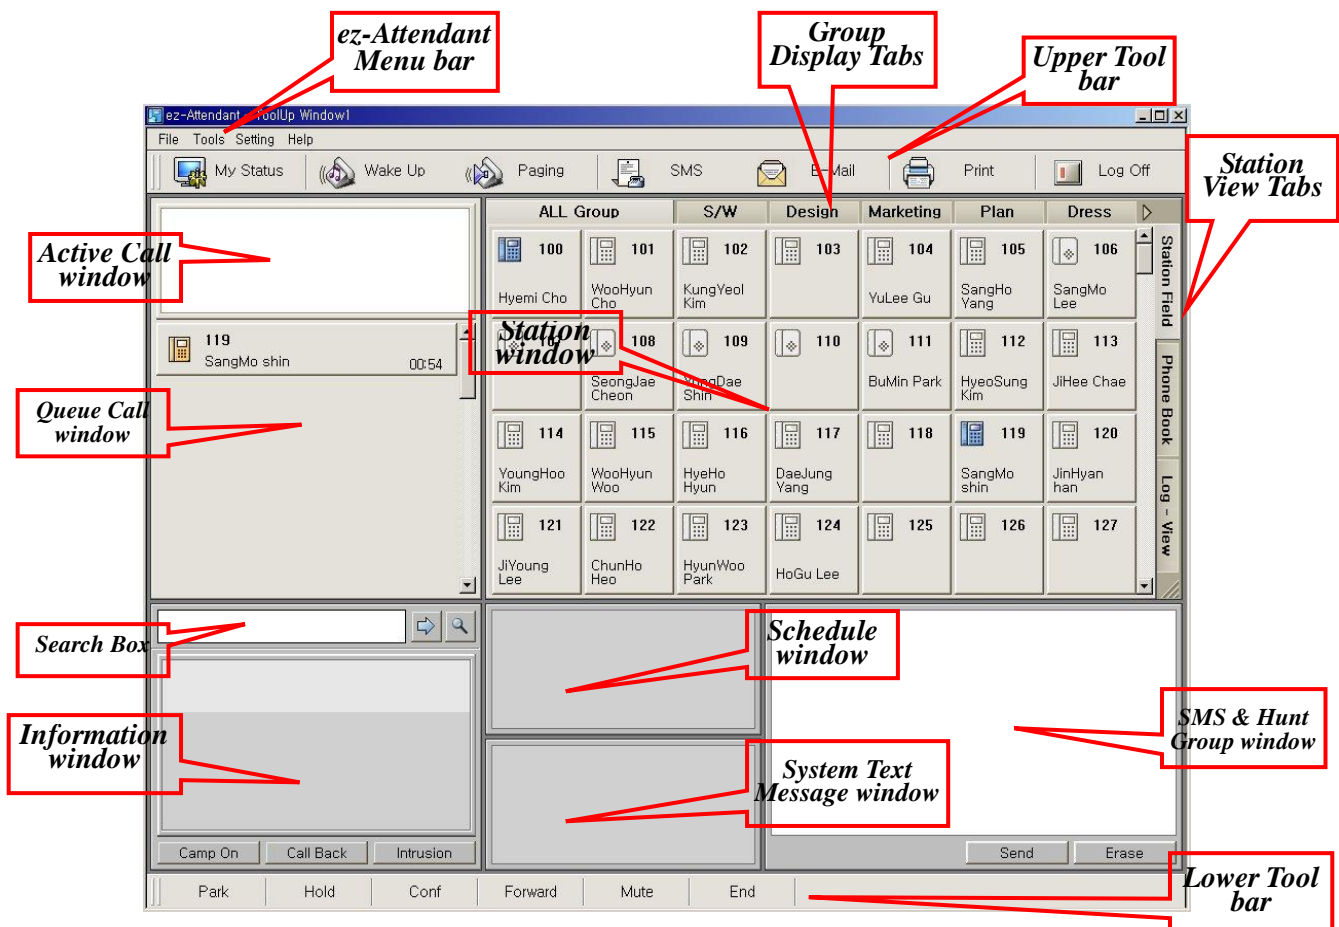 ez-Attendant
Menu bar
Group
Display Tabs
Upper Tool
bar
ez-Attendant
ToolUp Window1
File Tools Setting Help
My Status Wake Up Paging SMS E-Mail Print Log Off
Station
View Tabs
ALL Group S/W Design Marketing Plan Dress
Active Call
window
100 101 102 103 104 105 106
Hyemi Cho
WooHyun
Cho
KungYeol
Kim
YuLee Gu
SangHo
Yang
SangMo
Lee
Station Field
Phone Book
Log - View
119
SangMo shin 00:54
Station
window
108 109 110 111 112 113
SeongJae
Cheon
Shin
BuMin Park
HyeoSung
Kim
JiHee Chae
Queue Call
window
114 115 116 117 118 119 120
YoungHoo
Kim
WooHyun
Woo
HyeHo
Hyun
DaeJung
Yang
SangMo
shin
JinHyan
han
121 122 123 124 125 126 127
JiYoung
Lee
ChunHo
Heo
HyunWoo
Park
HoGu Lee
Search Box
Schedule
window
Information
window
SMS & Hunt
Group window
System Text
Message window
Camp On Call Back Intrusion
Send Erase
Park Hold Conf Forward Mute End
Lower Tool
bar